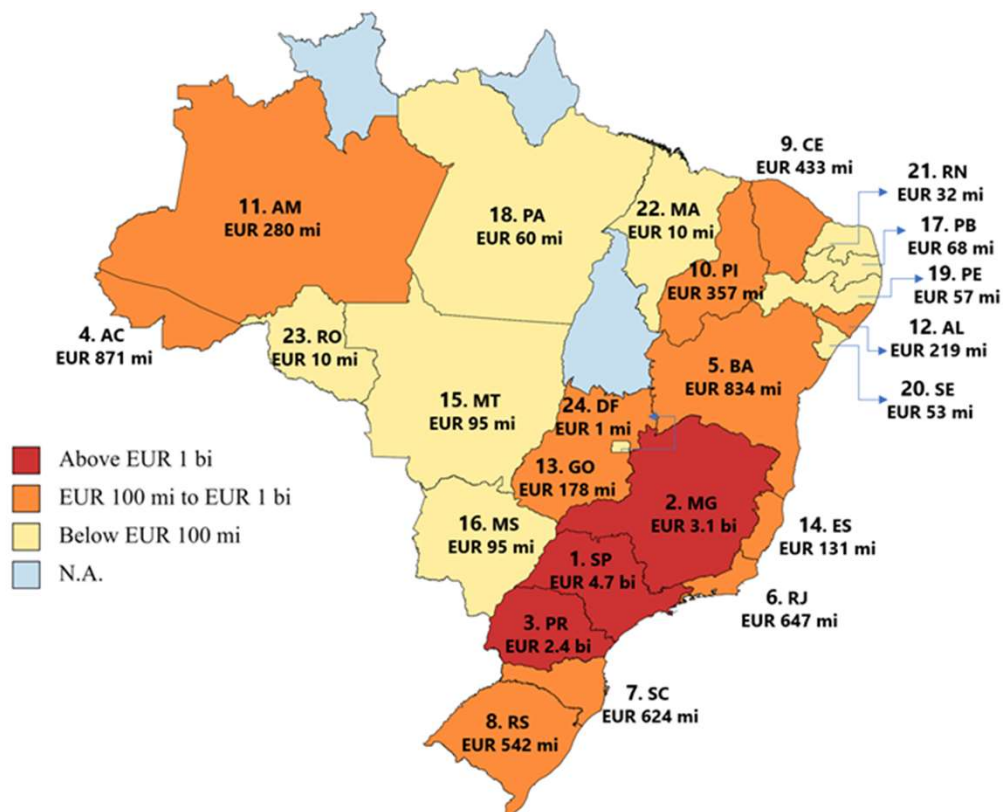 9. CE
EUR 433 mi
21. RN
EUR 32 mi
11. AM
EUR 280 mi
18. PA
EUR 60 mi
22. MA
EUR 10 mi
17. PB
EUR 68 mi
10. PI
EUR 357 mi
19. PE
EUR 57 mi
4. AC
EUR 871 mi
23. RO
EUR 10 mi
12. AL
EUR 219 mi
5. BA
EUR 834 mi
20. SE
EUR 53 mi
15. MT
EUR 95 mi
24. DF
EUR 1 mi
13. GO
EUR 178 mi
2. MG
EUR 3.1 bi
16. MS
EUR 95 mi
14. ES
EUR 131 mi
1. SP
EUR 4.7 bi
6. RJ
EUR 647 mi
3. PR
EUR 2.4 bi
7. SC
EUR 624 mi
8. RS
EUR 542 mi
Above EUR 1 bi
EUR 100 mi to EUR 1 bi
Below EUR 100 mi
N.A.